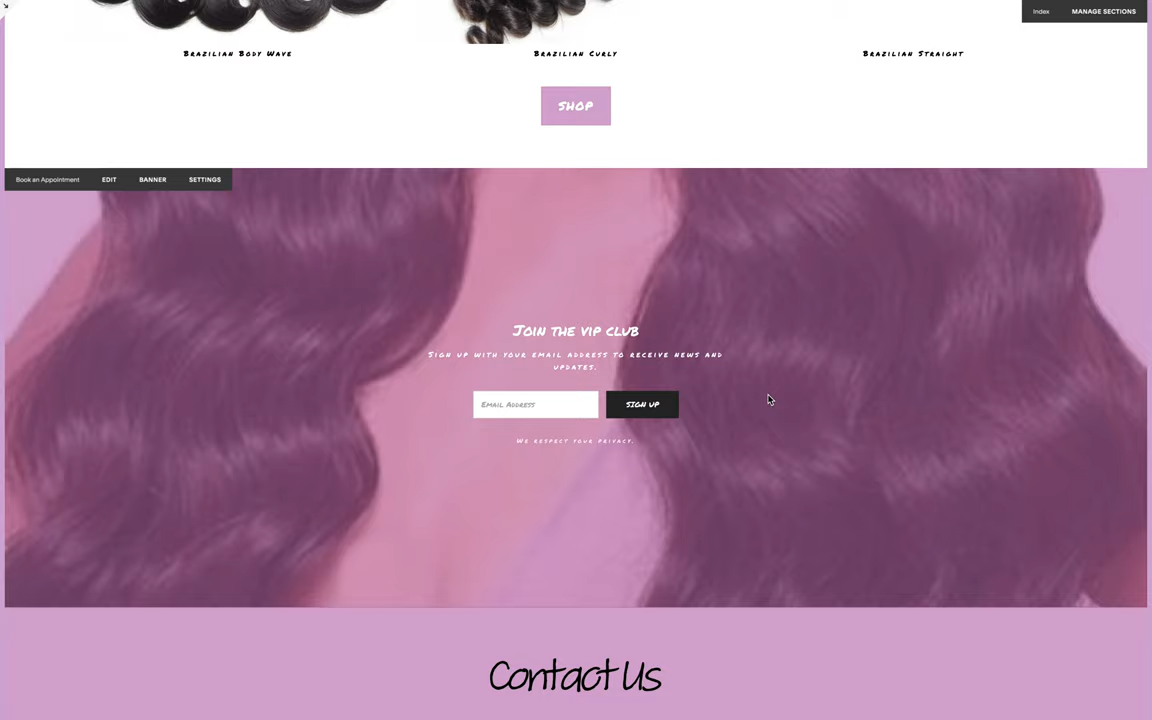 Index MANAGE SECTIONS
Brazilian Body Wave Brazilian Curly Brazilian Straight
SHOP
Book an Appointment EDIT BANNER SETTINGS
Join the vip club
Sign up with your email address to receive news and
updates.
Email Address SIGN UP
We respect your privacy.
Contact Us